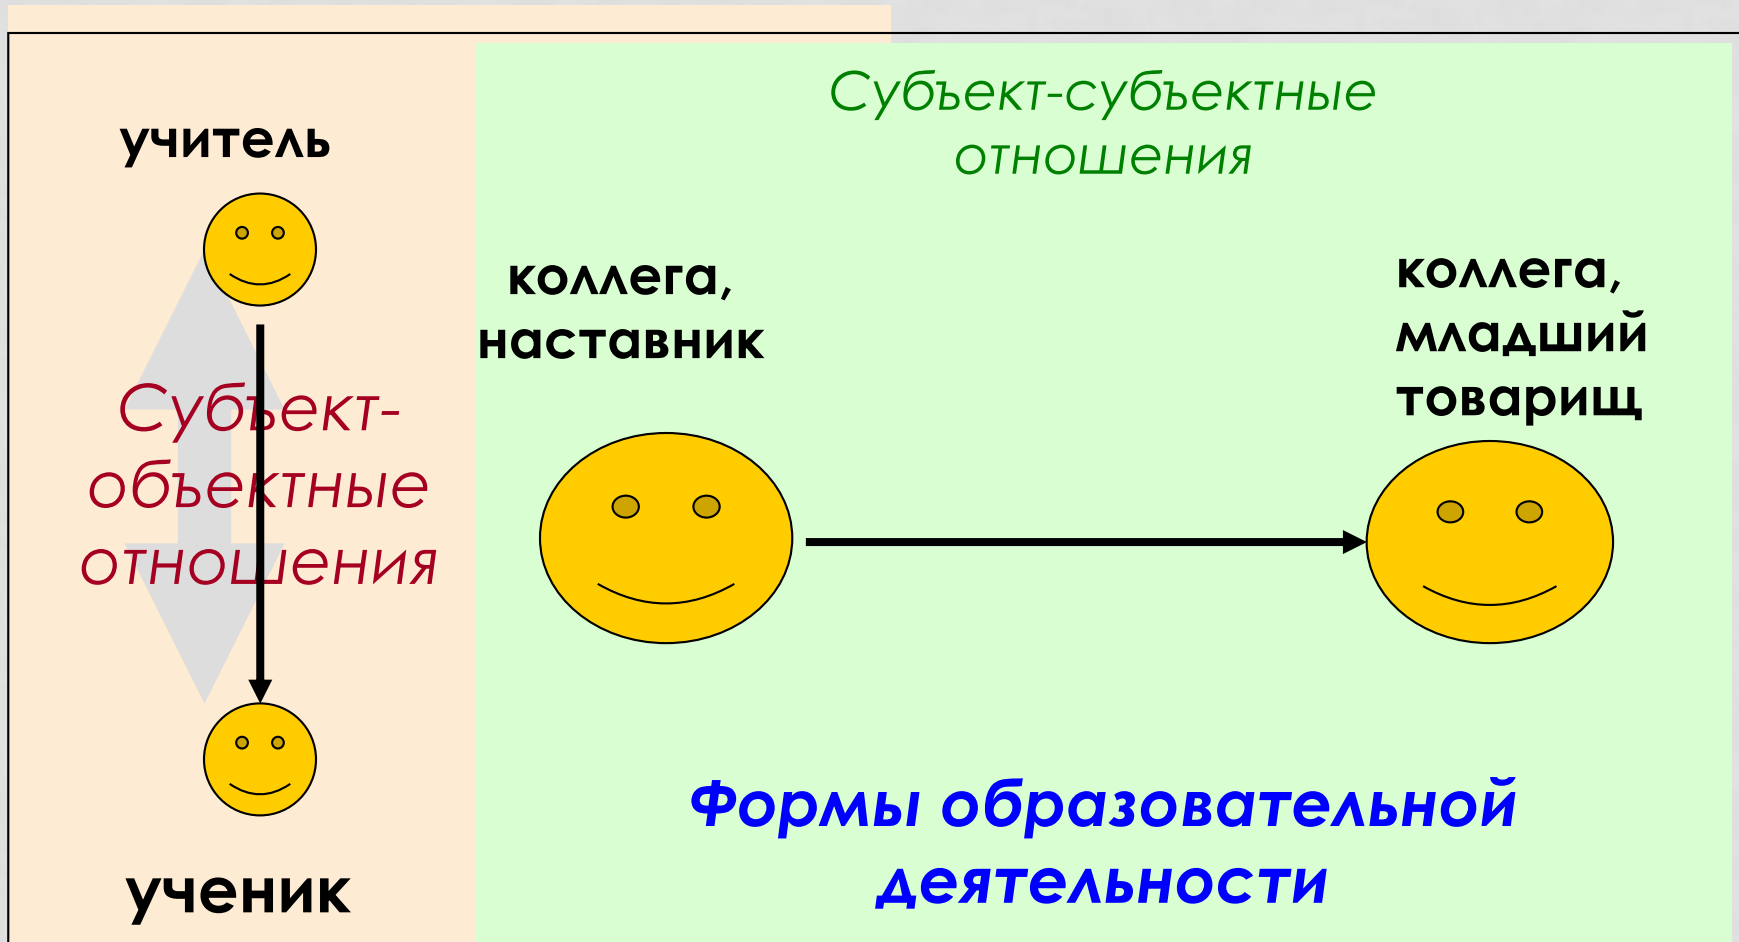 учитель
Субъект-
объектные
отношения
ученик
Субъект-субъектные
отношения
коллега,
наставник
коллега,
младший
товарищ
Формы образовательной
деятельности